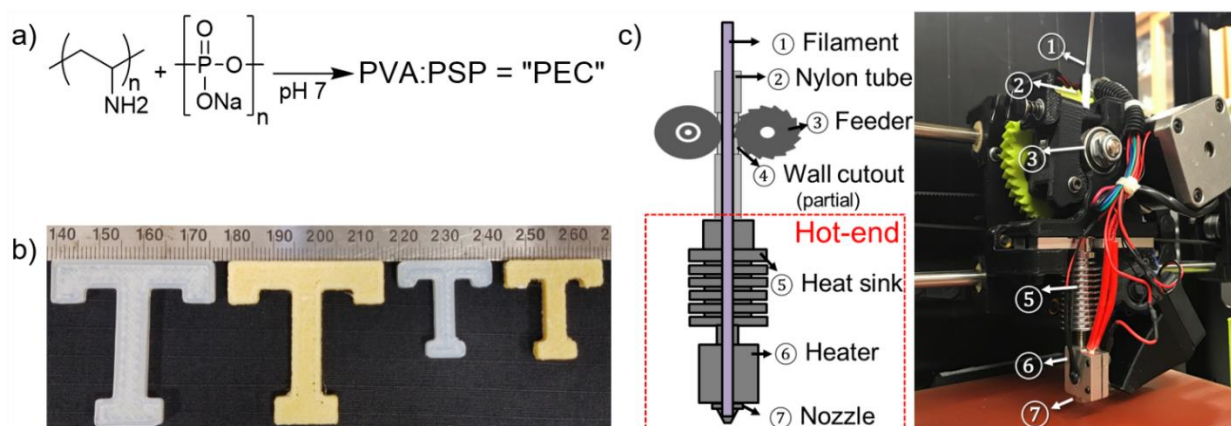 a)
( )n + [ O P O ONa ]n → PVA:PSP = "PEC"
NH2
pH 7
b)
140 150 160 170 180 190 200 210 220 230 240 250 260 2
T T T T
c)
① Filament
② Nylon tube
③ Feeder
④ Wall cutout
(partial)
Hot-end
⑤ Heat sink
⑥ Heater
⑦ Nozzle
①
②
③
⑤
⑥
⑦